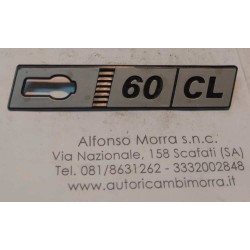 60 CL
Alfonso Morra s.n.c.
Via Nazionale, 158 Scafati (SA)
Tel. 081/8631262 - 3332002848
www.autoricambimorra.it